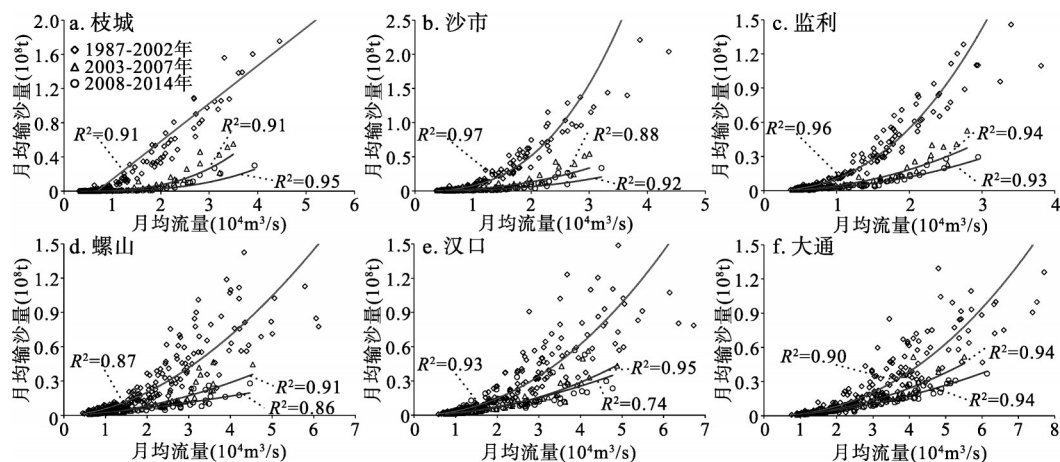 a. 枝城
◇ 1987-2002年
△ 2003-2007年
○ 2008-2014年
月均输沙量(10⁸t)
2.0
1.6
1.2
0.8
0.4
0
R²=0.91
R²=0.91
R²=0.95
0 1 2 3 4 5 6
月均流量(10⁴m³/s)
b. 沙市
月均输沙量(10⁸t)
2.5
2.0
1.5
1.0
0.5
0
R²=0.97
R²=0.88
R²=0.92
0 1 2 3 4 5
月均流量(10⁴m³/s)
c. 监利
月均输沙量(10⁸t)
1.5
1.2
0.9
0.6
0.3
0
R²=0.96
R²=0.94
R²=0.93
0 1 2 3 4
月均流量(10⁴m³/s)
d. 螺山
月均输沙量(10⁸t)
1.5
1.2
0.9
0.6
0.3
0
R²=0.87
R²=0.91
R²=0.86
0 1 2 3 4 5 6 7
月均流量(10⁴m³/s)
e. 汉口
月均输沙量(10⁸t)
1.5
1.2
0.9
0.6
0.3
0
R²=0.93
R²=0.95
R²=0.74
0 1 2 3 4 5 6 7
月均流量(10⁴m³/s)
f. 大通
月均输沙量(10⁸t)
1.5
1.2
0.9
0.6
0.3
0
R²=0.90
R²=0.94
R²=0.94
0 1 2 3 4 5 6 7 8
月均流量(10⁴m³/s)